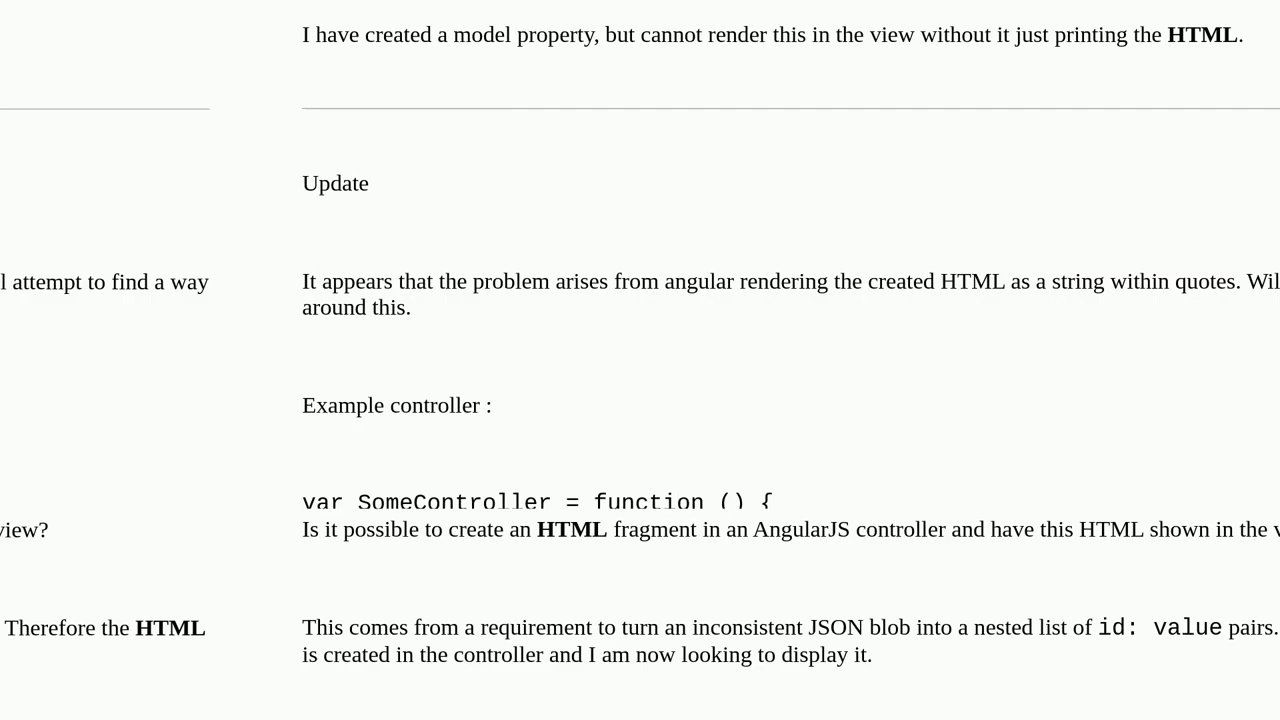 I have created a model property, but cannot render this in the view without it just printing the HTML.
Update
l attempt to find a way
It appears that the problem arises from angular rendering the created HTML as a string within quotes. Wil
around this.
Example controller :
var SomeController = function () {
view?
Is it possible to create an HTML fragment in an AngularJS controller and have this HTML shown in the v
Therefore the HTML
This comes from a requirement to turn an inconsistent JSON blob into a nested list of id: value pairs.
is created in the controller and I am now looking to display it.